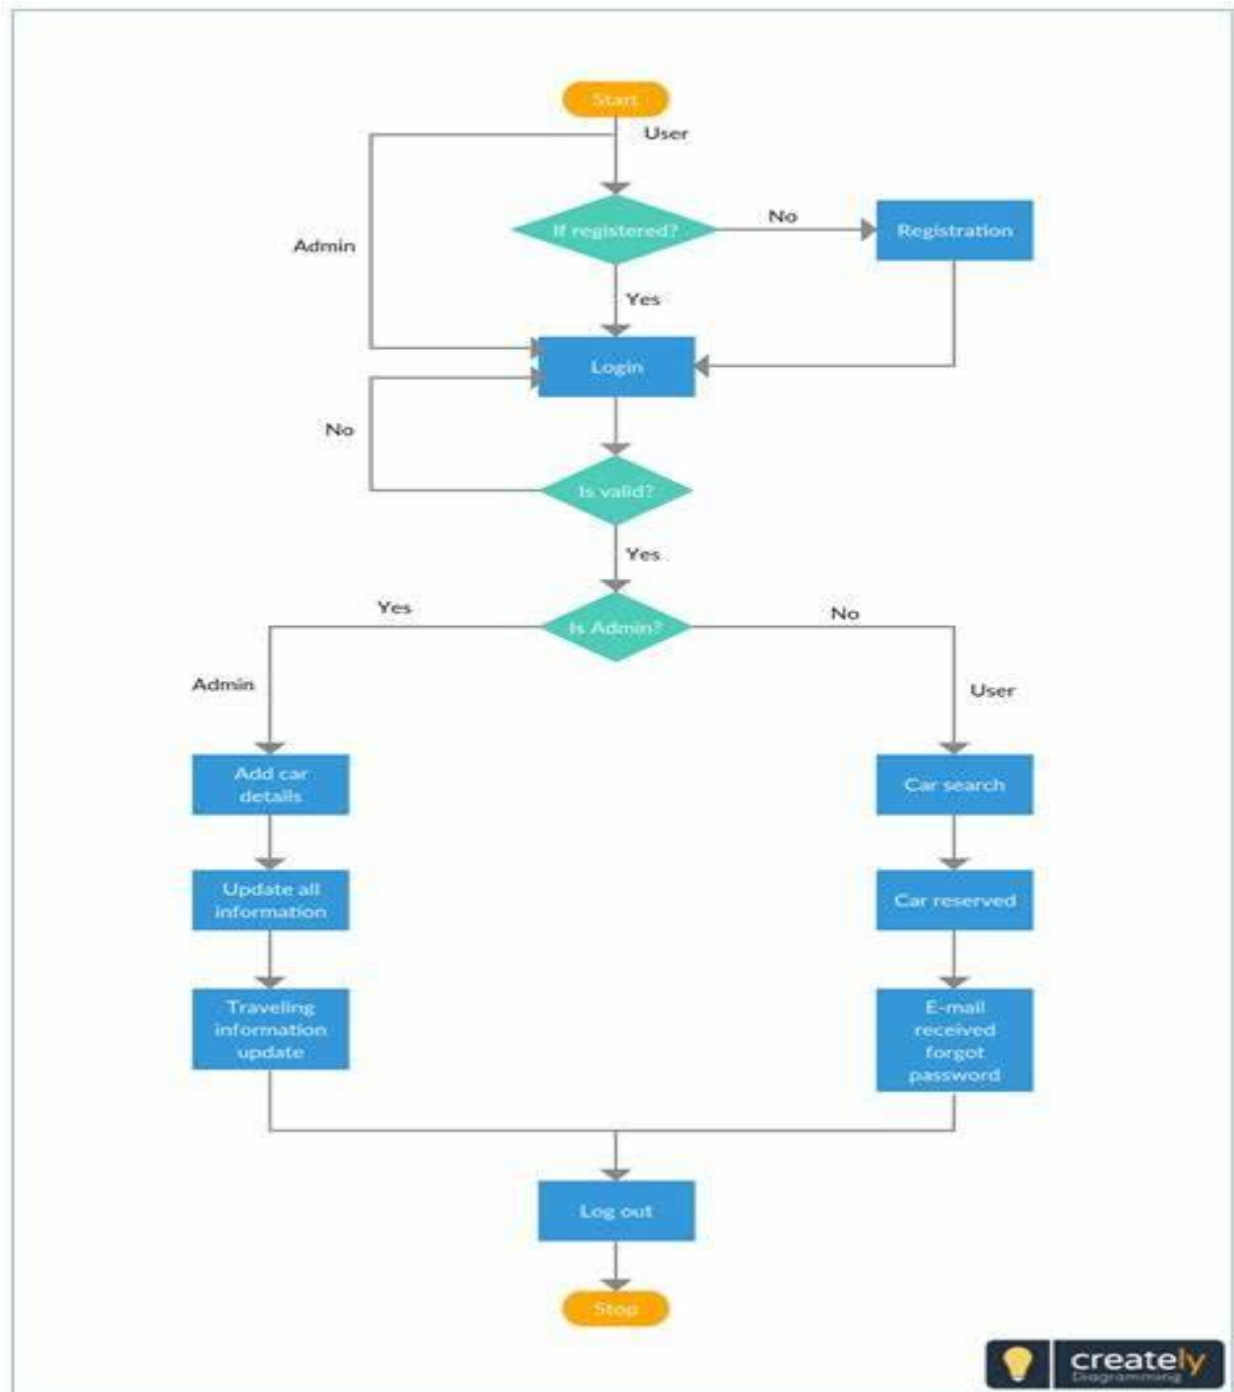 Start
User
If registered?
No
Registration
Admin
Yes
Login
No
Is valid?
Yes
Yes
Is Admin?
No
Admin
User
Add car
details
Car search
Update all
information
Car reserved
Traveling
information
update
E-mail
received
forgot
password
Log out
Stop
creately
Diagramming